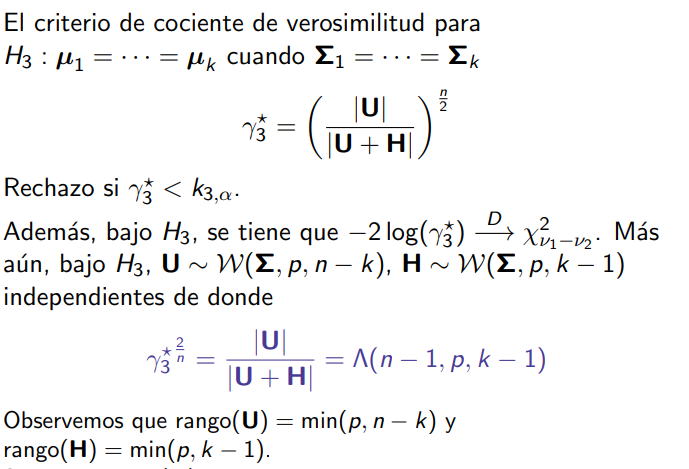 El criterio de cociente de verosimilitud para
H₃ : μ₁ = ⋯ = μₖ cuando Σ₁ = ⋯ = Σₖ
γ₃⋆ = (|U| / |U + H|)^(n/2)
Rechazo si γ₃⋆ < k₃,α.
Además, bajo H₃, se tiene que −2 log(γ₃⋆) —D→ χ²_{ν₁−ν₂}. Más
aún, bajo H₃, U ∼ 𝒲(Σ, p, n − k), H ∼ 𝒲(Σ, p, k − 1)
independientes de donde
γ₃⋆^(2/n) = |U| / |U + H| = Λ(n − 1, p, k − 1)
Observemos que rango(U) = min(p, n − k) y
rango(H) = min(p, k − 1).